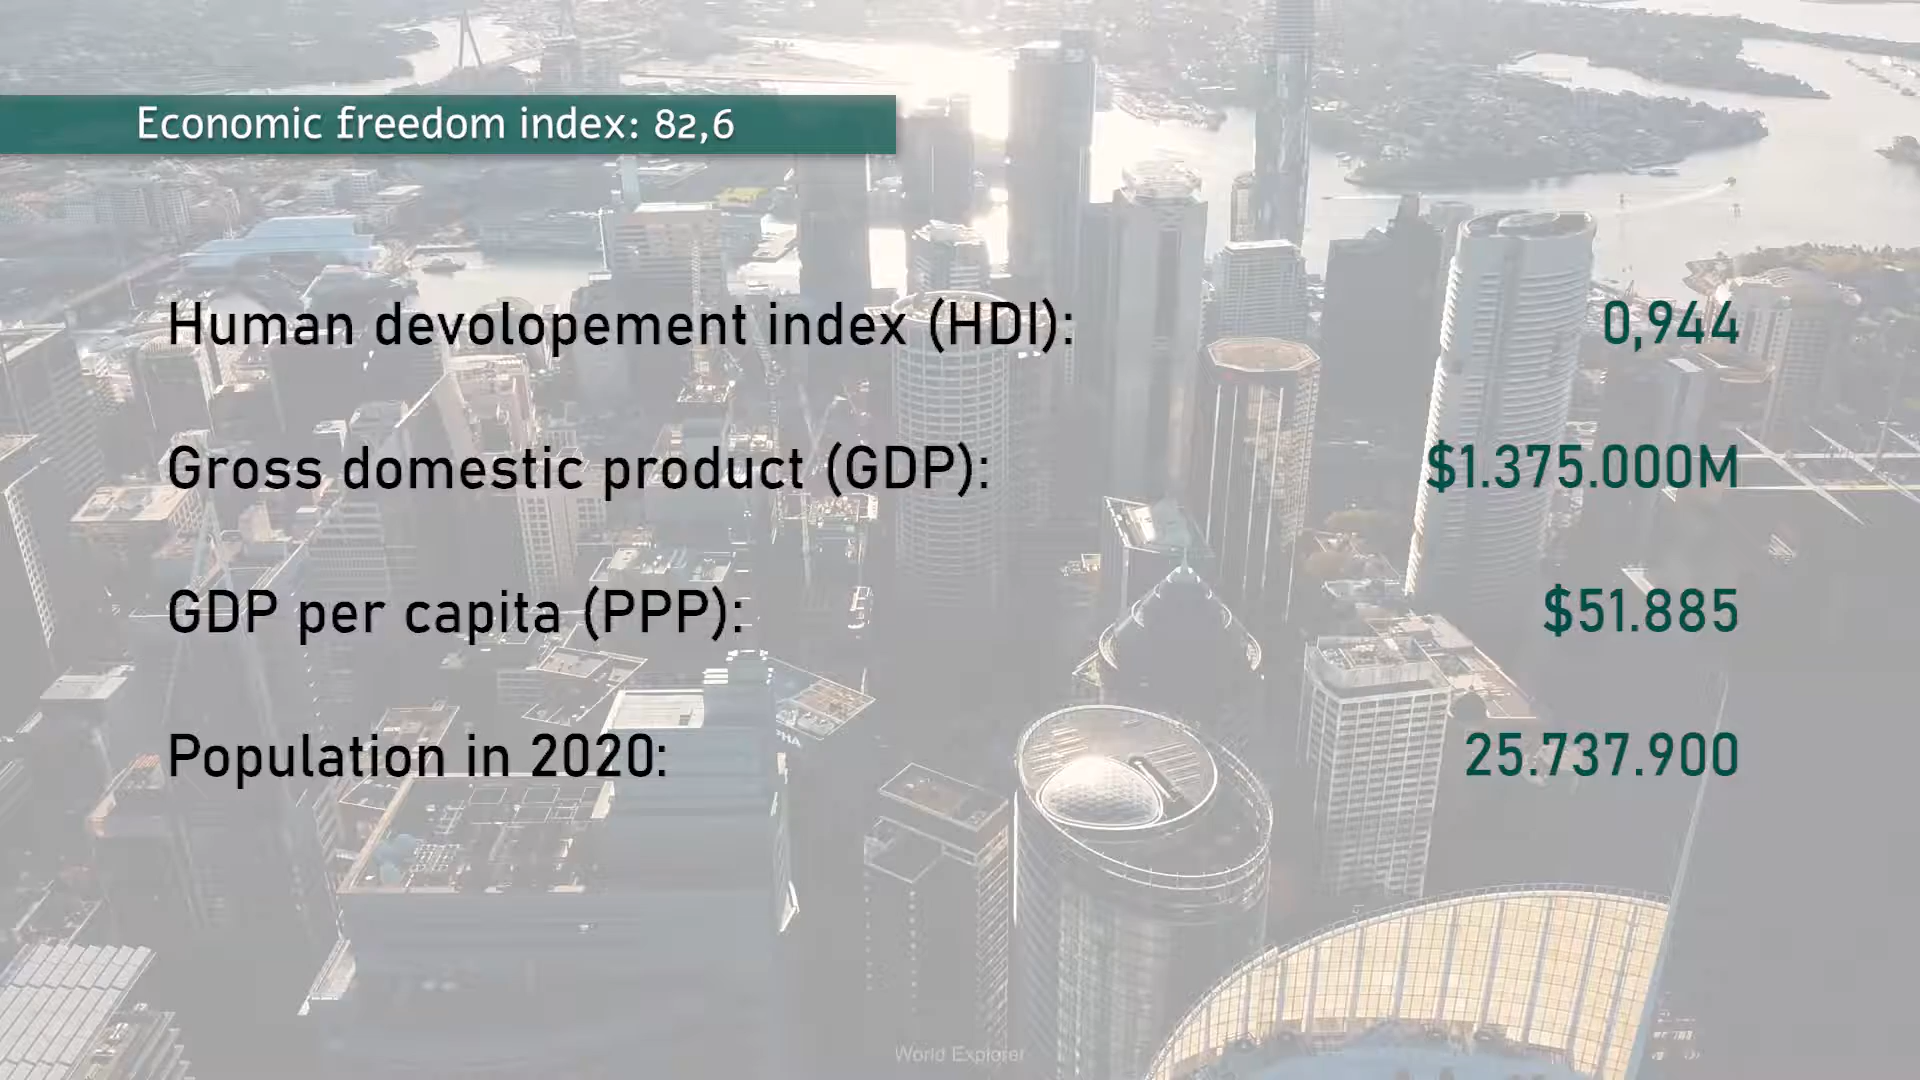 Economic freedom index: 82,6
Human devolopement index (HDI): 0,944
Gross domestic product (GDP): $1.375.000M
GDP per capita (PPP): $51.885
Population in 2020: 25.737.900
World Explorer